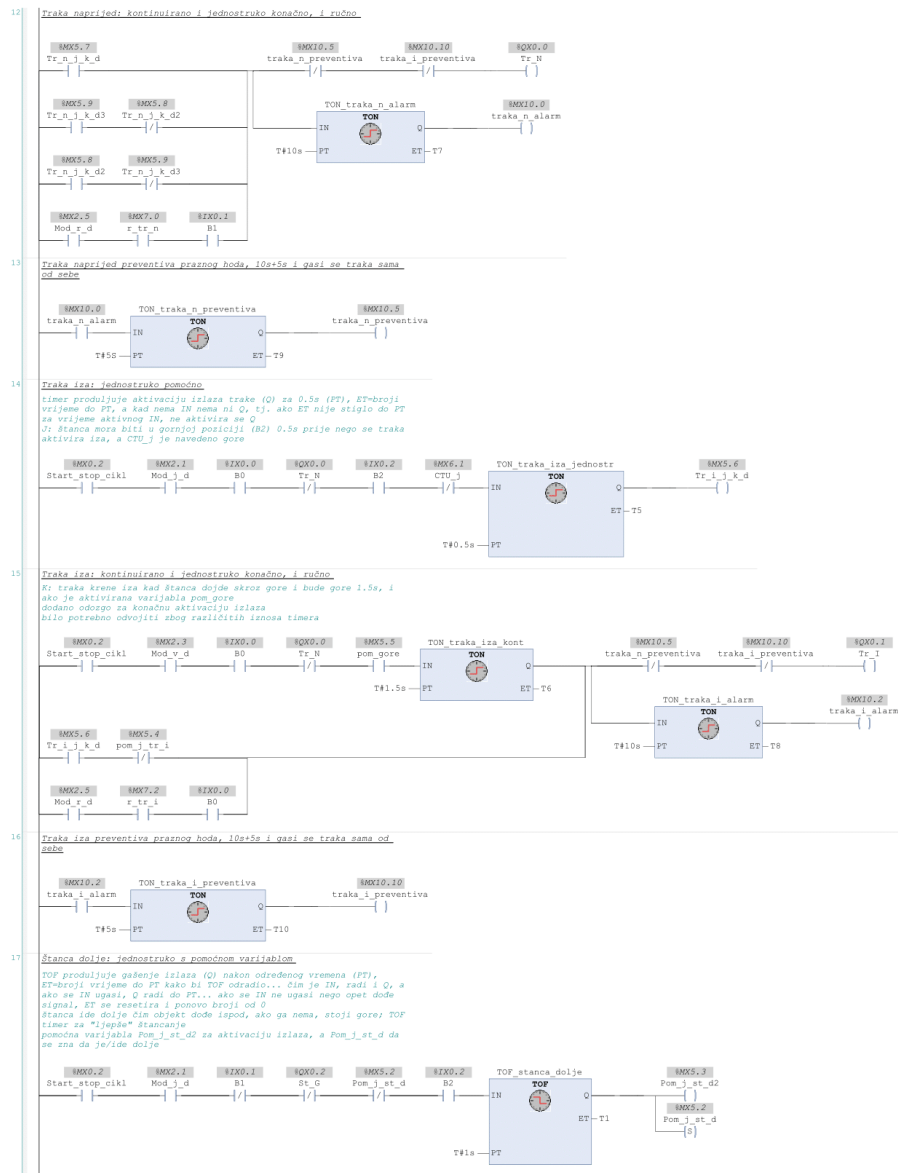 12
Traka naprijed: kontinuirano i jednostruko konačno, i ručno
%MX5.7 %MX10.5 %MX10.10 %QX0.0
Tr_n_j_k_d traka_n_preventiva traka_i_preventiva Tr_N
%MX5.9 %MX5.8 TON_traka_n_alarm %MX10.0
Tr_n_j_k_d3 Tr_n_j_k_d2 TON traka_n_alarm
IN Q
T#10s PT ET T7
%MX5.8 %MX5.9
Tr_n_j_k_d2 Tr_n_j_k_d3
%MX2.5 %MX7.0 %IX0.1
Mod_r_d r_tr_n B1
13
Traka naprijed preventiva praznog hoda, 10s+5s i gasi se traka sama
od sebe
%MX10.0 TON_traka_n_preventiva %MX10.5
traka_n_alarm TON traka_n_preventiva
IN Q
T#5S PT ET T9
14
Traka iza: jednostruko pomoćno
timer produljuje aktivaciju izlaza trake (Q) za 0.5s (PT), ET=broji
vrijeme do PT, a kad nema IN nema ni Q, tj. ako ET nije stiglo do PT
za vrijeme aktivnog IN, ne aktivira se Q
J: Štanca mora biti u gornjoj poziciji (B2) 0.5s prije nego se traka
aktivira iza, a CTU_j je navedeno gore
%MX0.2 %MX2.1 %IX0.0 %QX0.0 %IX0.2 %MX6.1 TON_traka_iza_jednostr %MX5.6
Start_stop_cikl Mod_j_d B0 Tr_N B2 CTU_j TON Tr_i_j_k_d
IN Q
ET T5
T#0.5s PT
15
Traka iza: kontinuirano i jednostruko konačno, i ručno
K: traka krene iza kad štanca dojde skroz gore i bude gore 1.5s, i
ako je aktivirana varijabla pom_gore
dodano odozgo za konačnu aktivaciju izlaza
bilo potrebno odvojiti zbog različitih iznosa timera
%MX0.2 %MX2.3 %IX0.0 %QX0.0 %MX5.5 TON_traka_iza_kont %MX10.5 %MX10.10 %QX0.1
Start_stop_cikl Mod_v_d B0 Tr_N pom_gore TON traka_n_preventiva traka_i_preventiva Tr_I
IN Q
T#1.5s PT ET T6
TON_traka_i_alarm %MX10.2
TON traka_i_alarm
IN Q
T#10s PT ET T8
%MX5.6 %MX5.4
Tr_i_j_k_d pom_j_tr_i
%MX2.5 %MX7.2 %IX0.0
Mod_r_d r_tr_i B0
16
Traka iza preventiva praznog hoda, 10s+5s i gasi se traka sama od
sebe
%MX10.2 TON_traka_i_preventiva %MX10.10
traka_i_alarm TON traka_i_preventiva
IN Q
T#5s PT ET T10
17
Štanca dolje: jednostruko s pomoćnom varijablom
TOF produljuje gašenje izlaza (Q) nakon određenog vremena (PT),
ET=broji vrijeme do PT kako bi TOF odradio... čim je IN, radi i Q, a
ako se IN ugasi, Q radi do PT... ako se IN ne ugasi nego opet dođe
signal, ET se resetira i ponovo broji od 0
štanca ide dolje čim objekt dođe ispod, ako ga nema, stoji gore; TOF
timer za "ljepše" štancanje
pomoćna varijabla Pom_j_st_d2 za aktivaciju izlaza, a Pom_j_st_d da
se zna da je/ide dolje
%MX0.2 %MX2.1 %IX0.1 %QX0.2 %MX5.2 %IX0.2 TOF_stanca_dolje %MX5.3
Start_stop_cikl Mod_j_d B1 St_G Pom_j_st_d B2 TOF Pom_j_st_d2
IN Q
%MX5.2
ET T1 Pom_j_st_d
S
T#1s PT